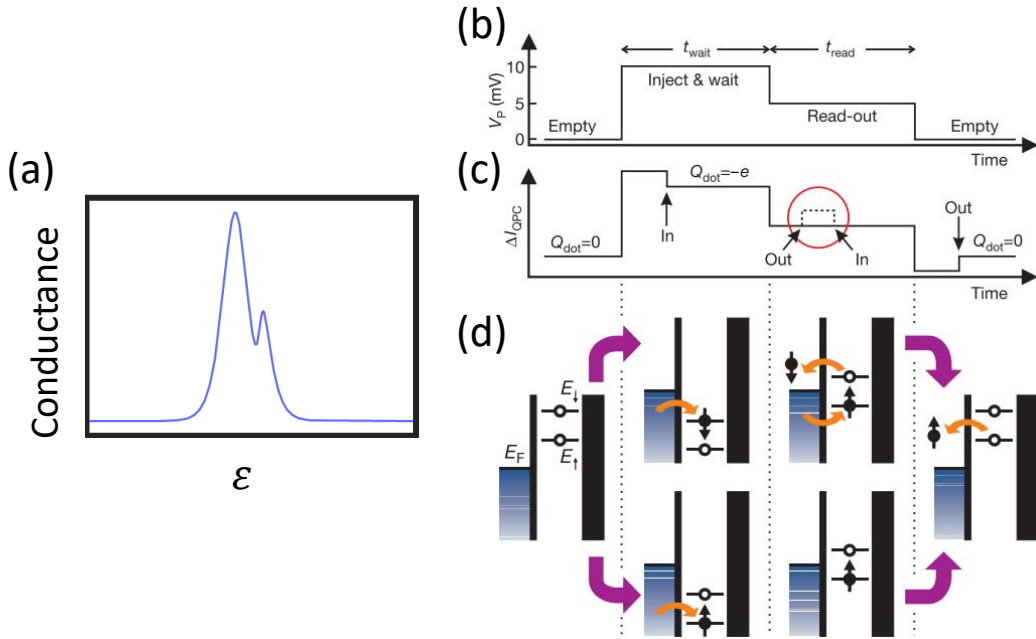 (a)
Conductance
ε
(b)
t_wait
t_read
10
5
0
V_P (mV)
Empty
Inject & wait
Read-out
Empty
Time
(c)
ΔI_QPC
Q_dot=0
In
Q_dot=−e
Out
In
Out
Q_dot=0
Time
(d)
E_F
E↓
E↑